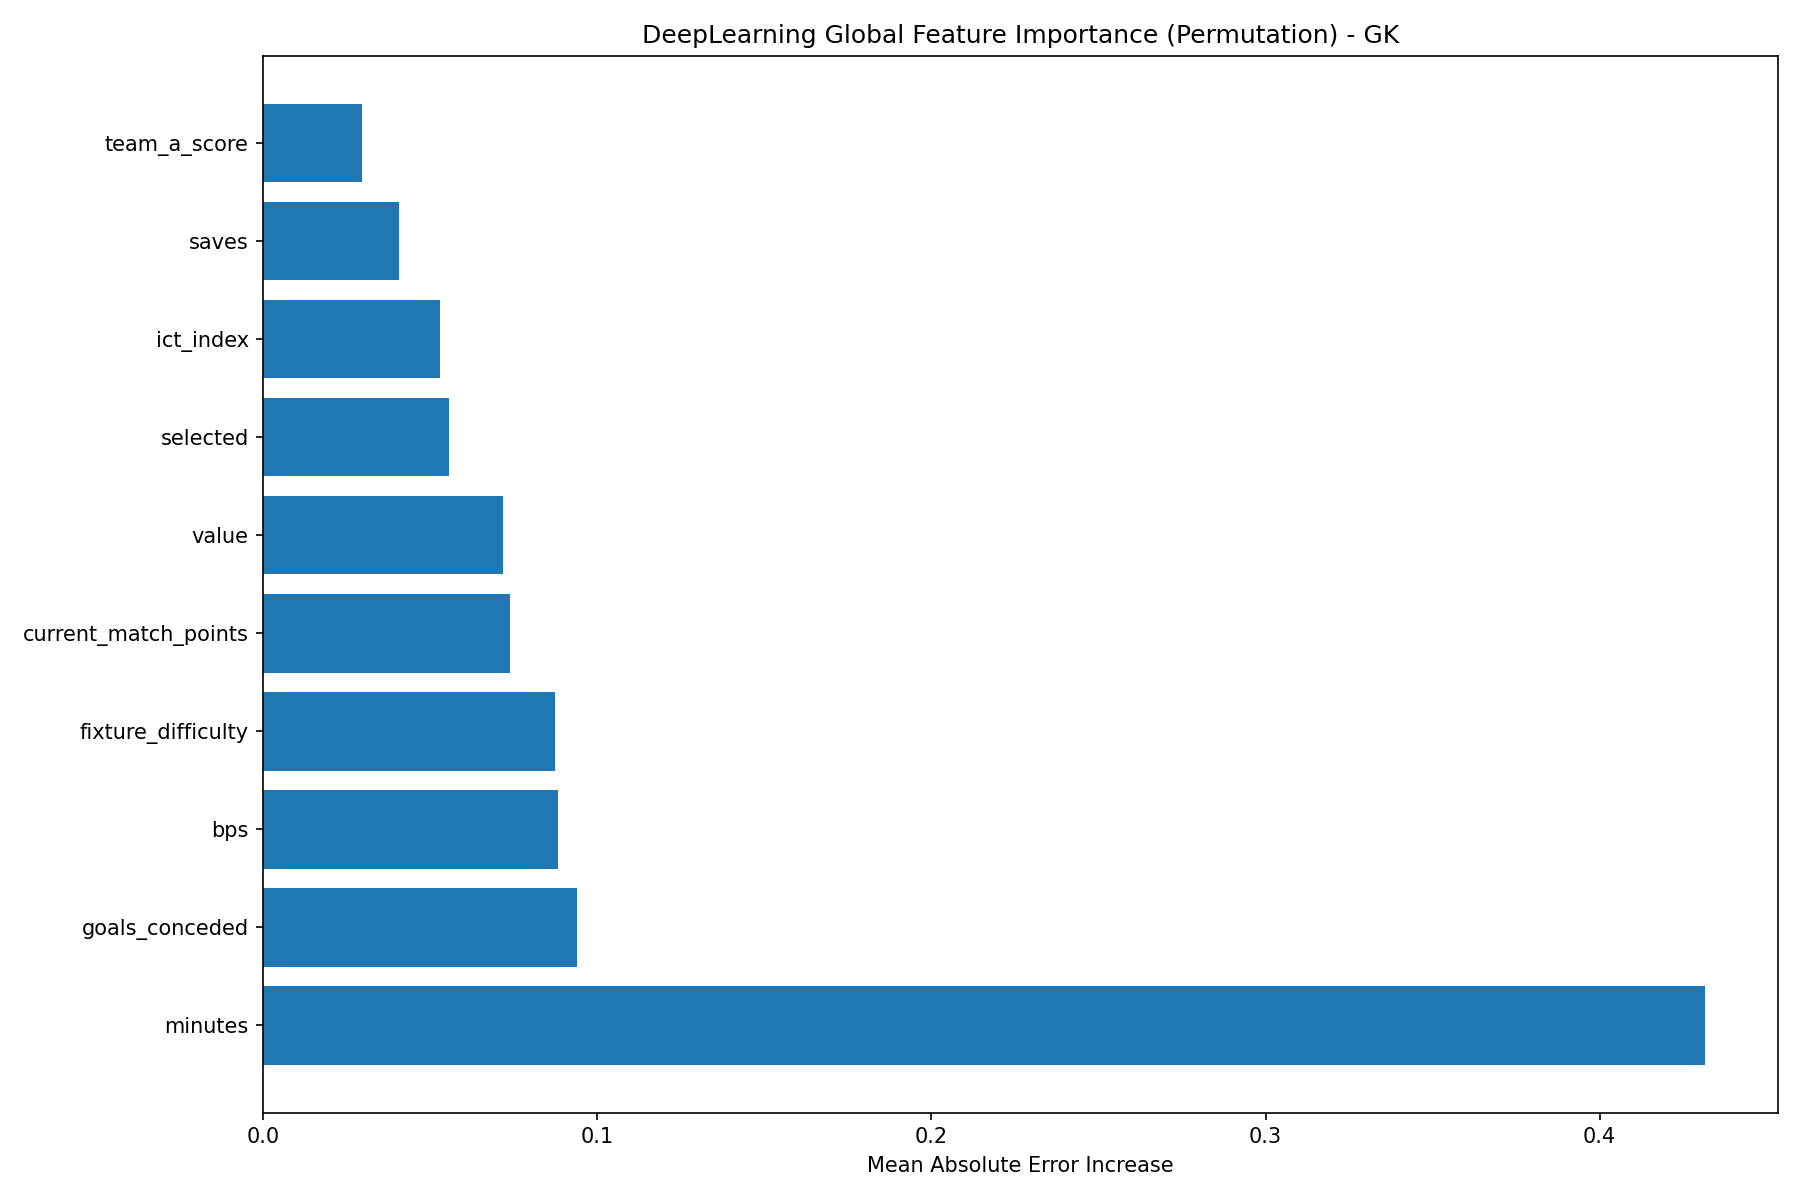 DeepLearning Global Feature Importance (Permutation) - GK
team_a_score
saves
ict_index
selected
value
current_match_points
fixture_difficulty
bps
goals_conceded
minutes
0.0 0.1 0.2 0.3 0.4
Mean Absolute Error Increase